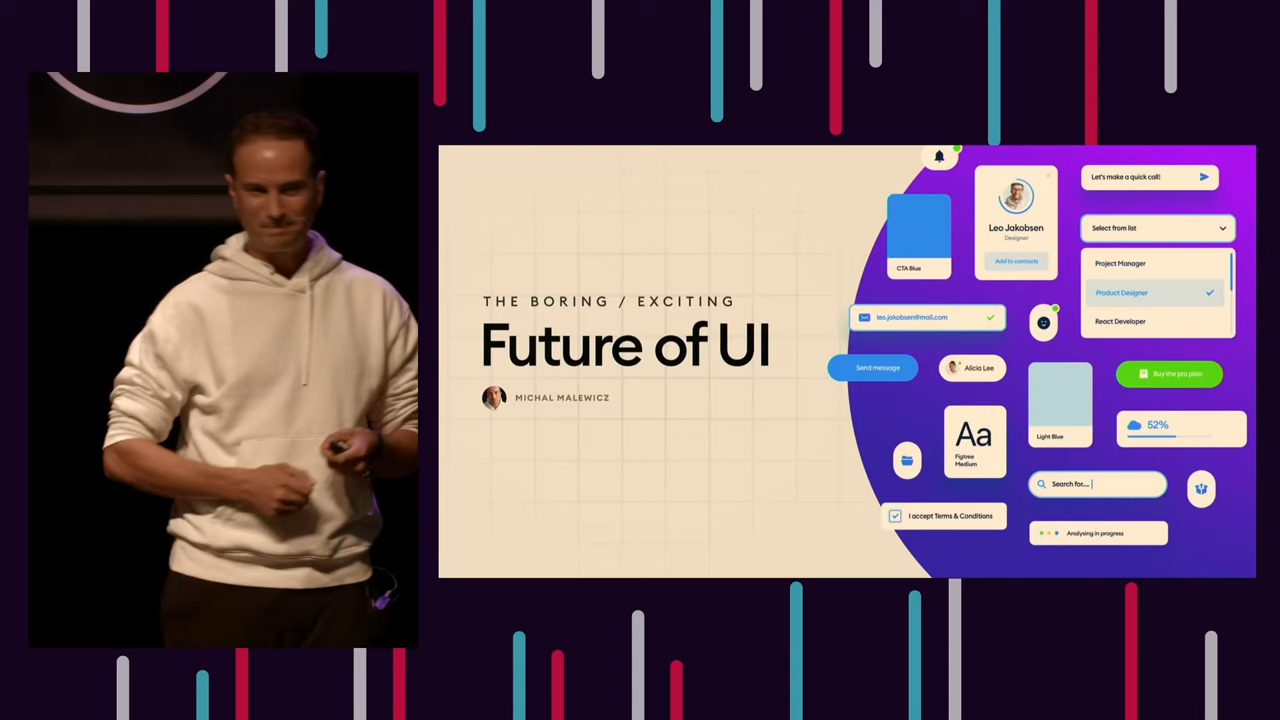 THE BORING / EXCITING
Future of UI
MICHAL MALEWICZ
CTA Blue
Leo Jakobsen
Designer
Add to contacts
Let's make a quick call!
Select from list
Project Manager
Product Designer
React Developer
leo.jakobsen@mail.com
Send message
Alicia Lee
Buy the pro plan
Aa
Figtree
Medium
Light Blue
52%
Search for...
I accept Terms & Conditions
Analysing in progress